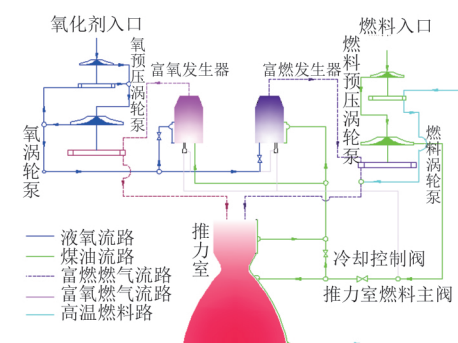 氧化剂入口
燃料入口
氧预压涡轮泵
富氧发生器
富燃发生器
燃料预压涡轮泵
氧涡轮泵
燃料涡轮泵
推力室
液氧流路
煤油流路
富燃燃气流路
富氧燃气流路
高温燃料路
冷却控制阀
推力室燃料主阀